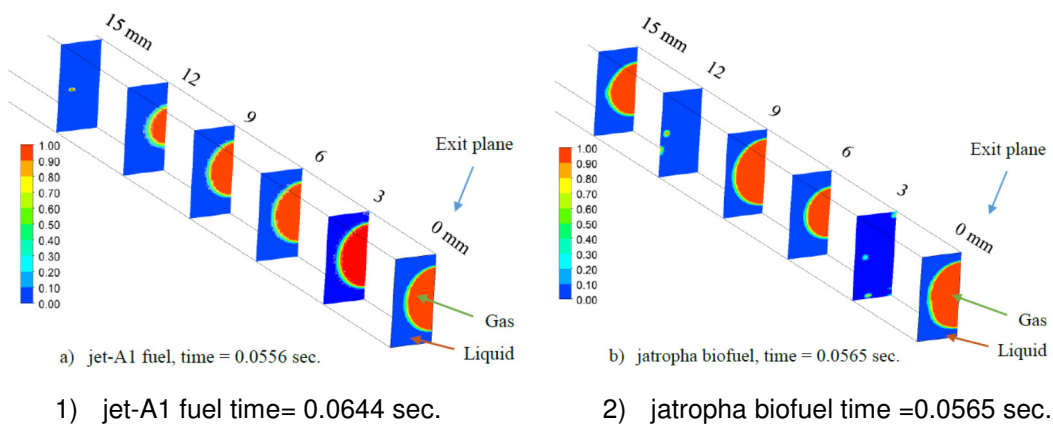 15 mm
12
9
6
3
0 mm
Exit plane
1.00
0.90
0.80
0.70
0.60
0.50
0.40
0.30
0.20
0.10
0.00
Gas
Liquid
a) jet-A1 fuel, time = 0.0556 sec.
15 mm
12
9
6
3
0 mm
Exit plane
1.00
0.90
0.80
0.70
0.60
0.50
0.40
0.30
0.20
0.10
0.00
Gas
Liquid
b) jatropha biofuel, time = 0.0565 sec.
1) jet-A1 fuel time= 0.0644 sec.
2) jatropha biofuel time =0.0565 sec.